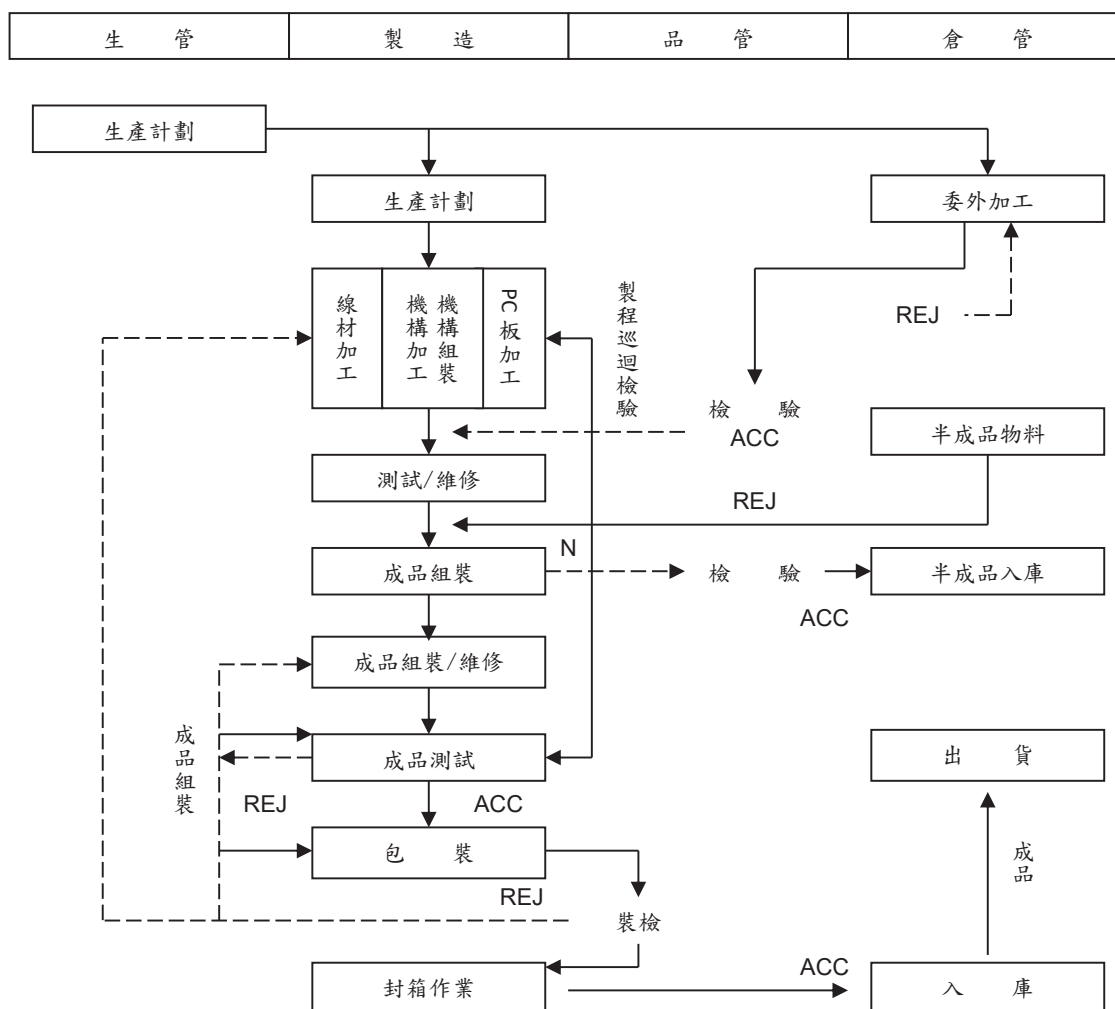 生 管
製 造
品 管
倉 管
生產計劃
生產計劃
委外加工
線材加工
機構加工
機構組裝
PC板加工
製程巡迴檢驗
REJ
檢 驗
ACC
半成品物料
測試/維修
REJ
N
成品組裝
檢 驗
半成品入庫
ACC
成品組裝/維修
成品組裝
成品測試
出 貨
REJ
ACC
包 裝
成品
REJ
裝檢
ACC
封箱作業
入 庫